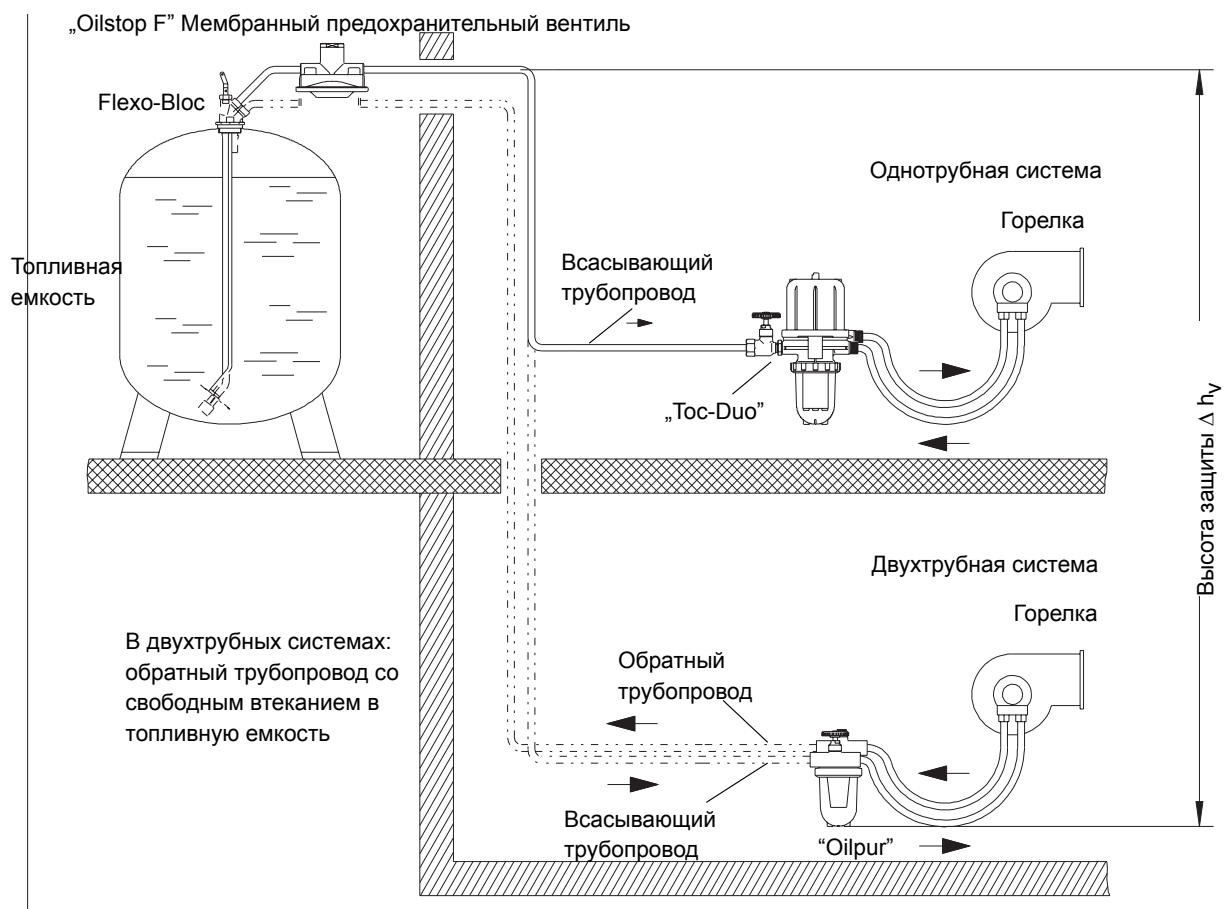 „Oilstop F” Мембранный предохранительный вентиль
Flexo-Bloc
Топливная
емкость
Однотрубная система
Горелка
Всасывающий
трубопровод
„Toc-Duo”
Высота защиты Δ hv
Двухтрубная система
Горелка
В двухтрубных системах:
обратный трубопровод со
свободным втеканием в
топливную емкость
Обратный
трубопровод
Всасывающий
трубопровод
“Oilpur”